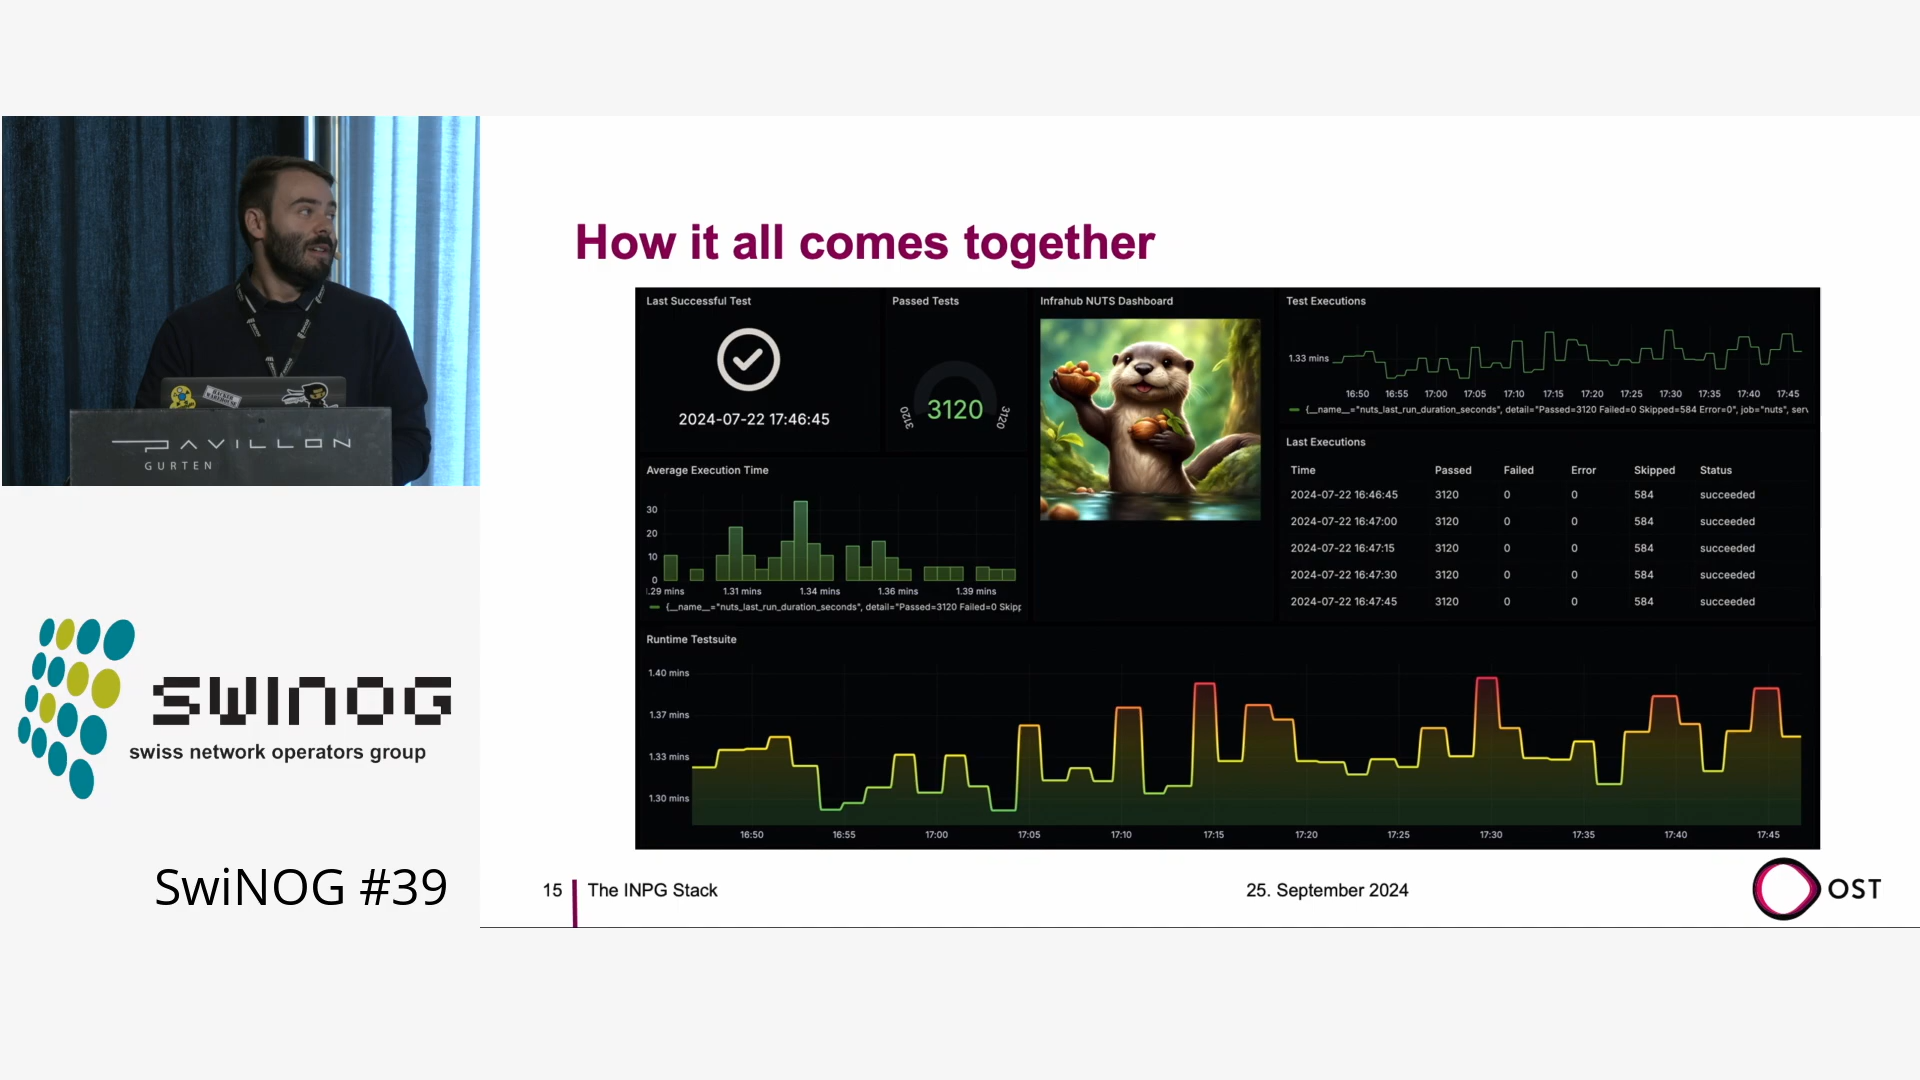 How it all comes together
Last Successful Test
2024-07-22 17:46:45
Passed Tests
3120
3120
3120
Infrahub NUTS Dashboard
Test Executions
1.33 mins
16:50 16:55 17:00 17:05 17:10 17:15 17:20 17:25 17:30 17:35 17:40 17:45
{__name__="nuts_last_run_duration_seconds", detail="Passed=3120 Failed=0 Skipped=584 Error=0", job="nuts", serv
Average Execution Time
30
20
10
0
1.29 mins 1.31 mins 1.34 mins 1.36 mins 1.39 mins
{__name__="nuts_last_run_duration_seconds", detail="Passed=3120 Failed=0 Skipp
Last Executions
Time Passed Failed Error Skipped Status
2024-07-22 16:46:45 3120 0 0 584 succeeded
2024-07-22 16:47:00 3120 0 0 584 succeeded
2024-07-22 16:47:15 3120 0 0 584 succeeded
2024-07-22 16:47:30 3120 0 0 584 succeeded
2024-07-22 16:47:45 3120 0 0 584 succeeded
Runtime Testsuite
1.40 mins
1.37 mins
1.33 mins
1.30 mins
16:50 16:55 17:00 17:05 17:10 17:15 17:20 17:25 17:30 17:35 17:40 17:45
15 The INPG Stack 25. September 2024 OST
PAVILLON
GURTEN
SWINOG
swiss network operators group
SwiNOG #39